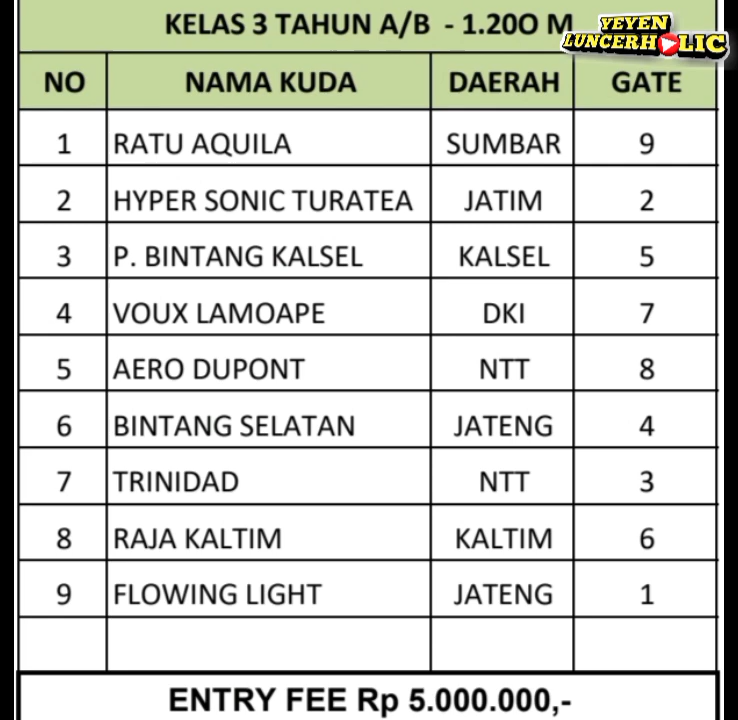 KELAS 3 TAHUN A/B - 1.20O M
YEYEN
LUNCERHOLIC
NO NAMA KUDA DAERAH GATE
1 RATU AQUILA SUMBAR 9
2 HYPER SONIC TURATEA JATIM 2
3 P. BINTANG KALSEL KALSEL 5
4 VOUX LAMOAPE DKI 7
5 AERO DUPONT NTT 8
6 BINTANG SELATAN JATENG 4
7 TRINIDAD NTT 3
8 RAJA KALTIM KALTIM 6
9 FLOWING LIGHT JATENG 1
ENTRY FEE Rp 5.000.000,-